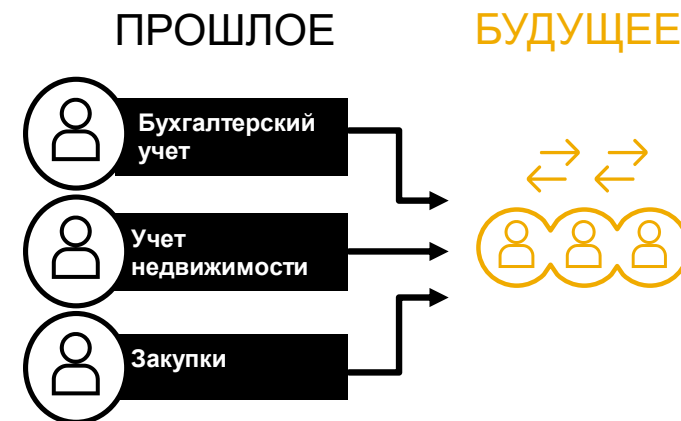 ПРОШЛОЕ
БУДУЩЕЕ
Бухгалтерский
учет
Учет
недвижимости
Закупки